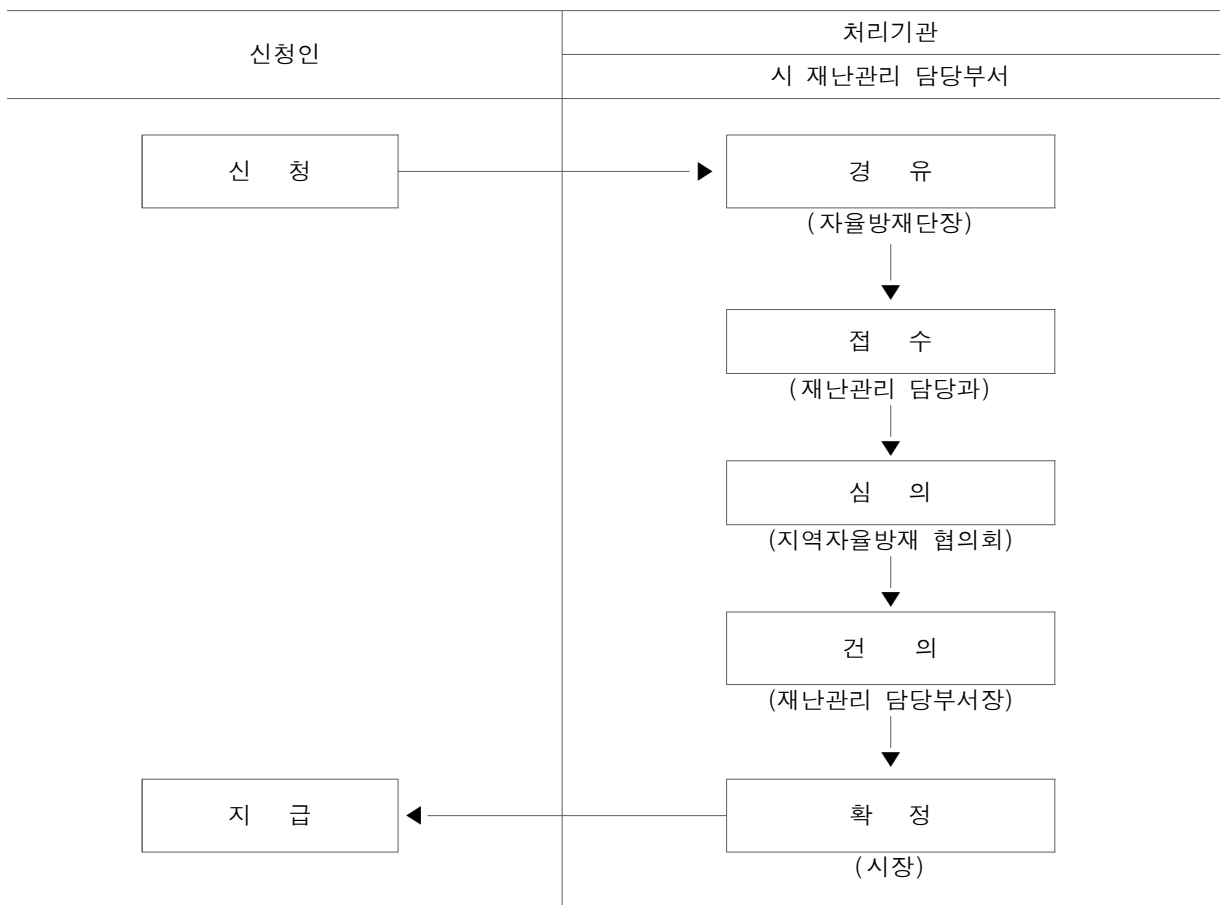 신청인
처리기관
시 재난관리 담당부서
신 청
경 유
(자율방재단장)
접 수
(재난관리 담당과)
심 의
(지역자율방재 협의회)
건 의
(재난관리 담당부서장)
지 급
확 정
(시장)